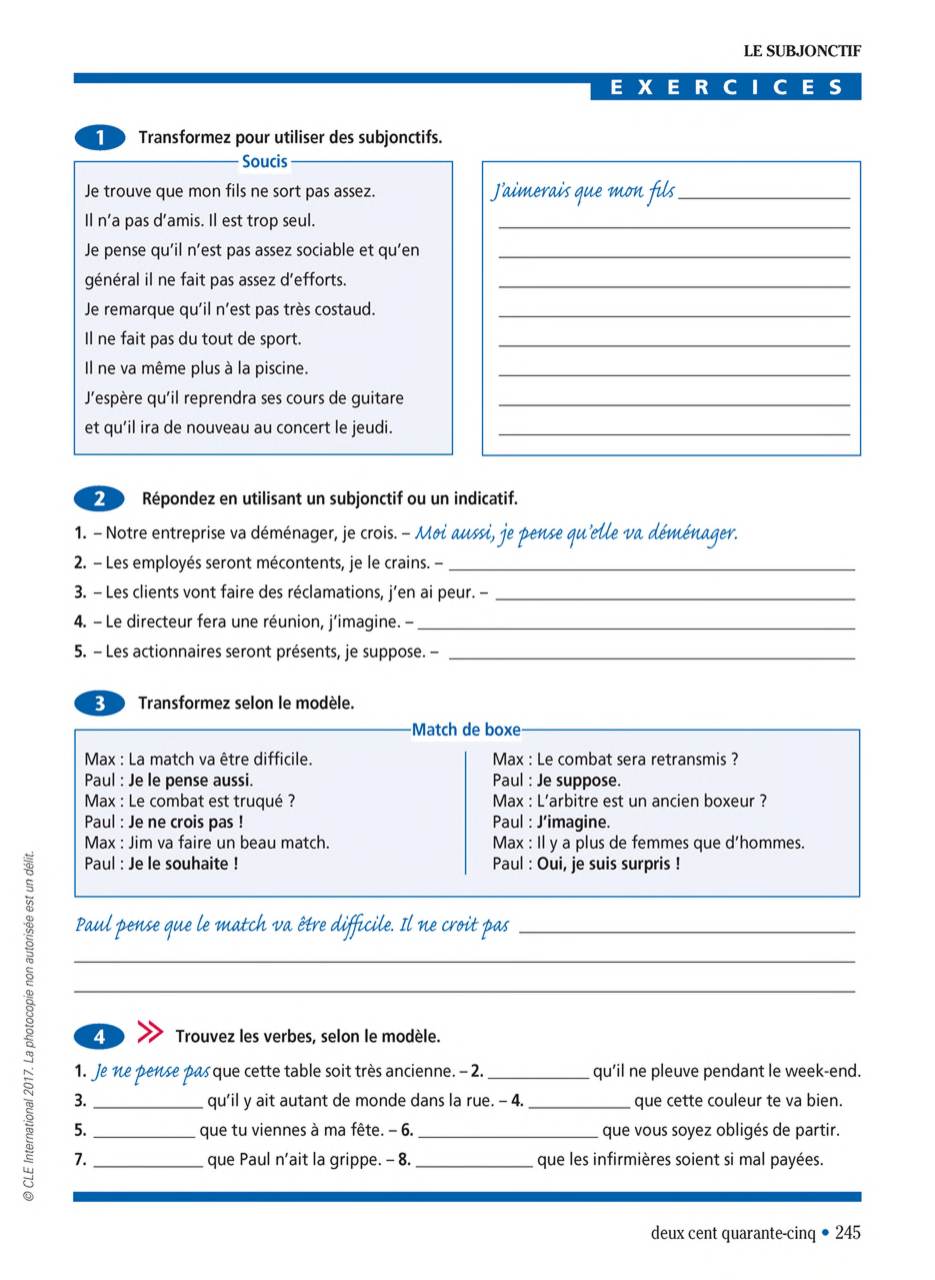 LE SUBJONCTIF
EXERCICES
1 Transformez pour utiliser des subjonctifs.
Soucis
Je trouve que mon fils ne sort pas assez.
Il n'a pas d'amis. Il est trop seul.
Je pense qu'il n'est pas assez sociable et qu'en
général il ne fait pas assez d'efforts.
Je remarque qu'il n'est pas très costaud.
Il ne fait pas du tout de sport.
Il ne va même plus à la piscine.
J'espère qu'il reprendra ses cours de guitare
et qu'il ira de nouveau au concert le jeudi.
J'aimerais que mon fils
2 Répondez en utilisant un subjonctif ou un indicatif.
1. – Notre entreprise va déménager, je crois. – Moi aussi, je pense qu'elle va déménager.
2. – Les employés seront mécontents, je le crains. –
3. – Les clients vont faire des réclamations, j'en ai peur. –
4. – Le directeur fera une réunion, j'imagine. –
5. – Les actionnaires seront présents, je suppose. –
3 Transformez selon le modèle.
Match de boxe
Max : La match va être difficile.
Paul : Je le pense aussi.
Max : Le combat est truqué ?
Paul : Je ne crois pas !
Max : Jim va faire un beau match.
Paul : Je le souhaite !
Max : Le combat sera retransmis ?
Paul : Je suppose.
Max : L'arbitre est un ancien boxeur ?
Paul : J'imagine.
Max : Il y a plus de femmes que d'hommes.
Paul : Oui, je suis surpris !
Paul pense que le match va être difficile. Il ne croit pas
4 >> Trouvez les verbes, selon le modèle.
1. Je ne pense pas que cette table soit très ancienne. – 2. ____ qu'il ne pleuve pendant le week-end.
3. ____ qu'il y ait autant de monde dans la rue. – 4. ____ que cette couleur te va bien.
5. ____ que tu viennes à ma fête. – 6. ____ que vous soyez obligés de partir.
7. ____ que Paul n'ait la grippe. – 8. ____ que les infirmières soient si mal payées.
© CLE International 2017. La photocopie non autorisée est un délit.
deux cent quarante-cinq • 245